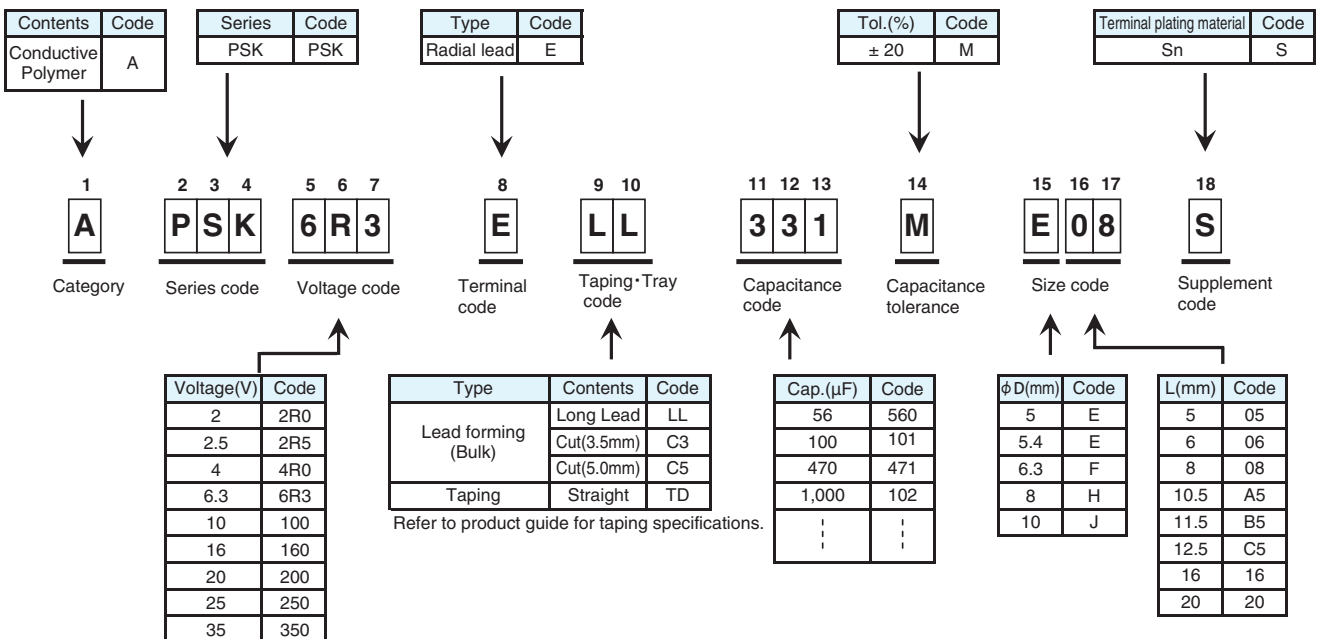 Contents Code
Conductive Polymer A
Series Code
PSK PSK
Type Code
Radial lead E
Tol.(%) Code
± 20 M
Terminal plating material Code
Sn S
1 2 3 4 5 6 7 8 9 10 11 12 13 14 15 16 17 18
A P S K 6 R 3 E L L 3 3 1 M E 0 8 S
Category
Series code
Voltage code
Terminal
code
Taping・Tray
code
Capacitance
code
Capacitance
tolerance
Size code
Supplement
code
Voltage(V) Code
2 2R0
2.5 2R5
4 4R0
6.3 6R3
10 100
16 160
20 200
25 250
35 350
Type Contents Code
Lead forming
(Bulk)
Long Lead LL
Cut(3.5mm) C3
Cut(5.0mm) C5
Taping Straight TD
Refer to product guide for taping specifications.
Cap.(μF) Code
56 560
100 101
470 471
1,000 102
φD(mm) Code
5 E
5.4 E
6.3 F
8 H
10 J
L(mm) Code
5 05
6 06
8 08
10.5 A5
11.5 B5
12.5 C5
16 16
20 20